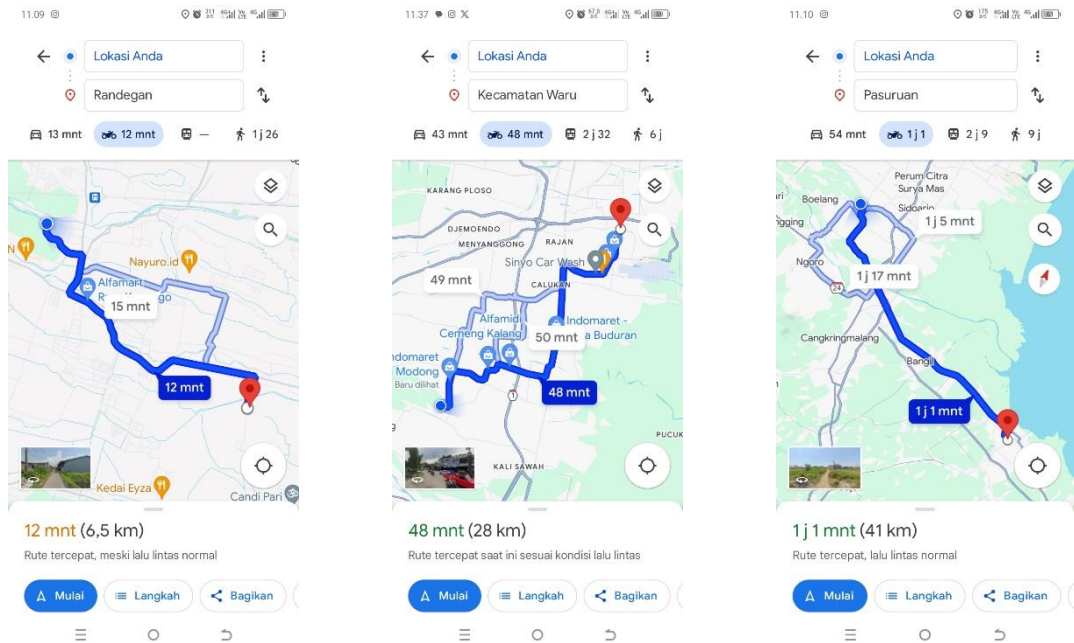 11.09
Lokasi Anda
Randegan
13 mnt
12 mnt
—
1 j 26
Nayuro.id
Alfamart
15 mnt
12 mnt
Kedai Eyza
Candi Pari
12 mnt (6,5 km)
Rute tercepat, meski lalu lintas normal
Mulai
Langkah
Bagikan
11.37
Lokasi Anda
Kecamatan Waru
43 mnt
48 mnt
2 j 32
6 j
KARANG PLOSO
DJEMOENDO
MENYANGGONG
RAJAN
Sinyo Car Wash
CALUKAN
49 mnt
Alfamidi
Cemeng Kalang
50 mnt
Indomaret -
a Buduran
ndomaret
Modong
Baru dilihat
48 mnt
1
PUCUK
KALI SAWAH
48 mnt (28 km)
Rute tercepat saat ini sesuai kondisi lalu lintas
Mulai
Langkah
Bagikan
11.10
Lokasi Anda
Pasuruan
54 mnt
1 j 1
2 j 9
9 j
Perum Citra
Surya Mas
Boelang
Sidoarjo
1 j 5 mnt
gging
Ngoro
1 j 17 mnt
24
Cangkringmalang
Bangil
1 j 1 mnt
1 j 1 mnt (41 km)
Rute tercepat, lalu lintas normal
Mulai
Langkah
Bagikan